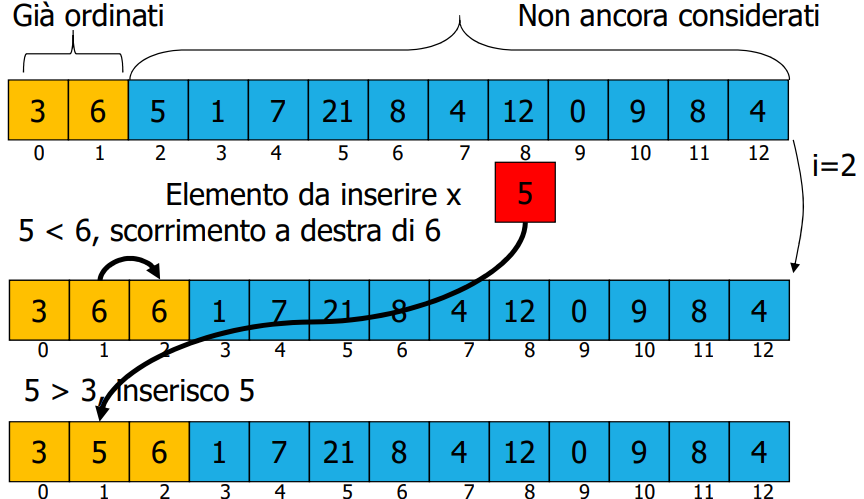 Già ordinati Non ancora considerati
3 6 5 1 7 21 8 4 12 0 9 8 4
0 1 2 3 4 5 6 7 8 9 10 11 12
i=2
Elemento da inserire x 5
5 < 6, scorrimento a destra di 6
3 6 6 1 7 21 8 4 12 0 9 8 4
0 1 2 3 4 5 6 7 8 9 10 11 12
5 > 3, inserisco 5
3 5 6 1 7 21 8 4 12 0 9 8 4
0 1 2 3 4 5 6 7 8 9 10 11 12